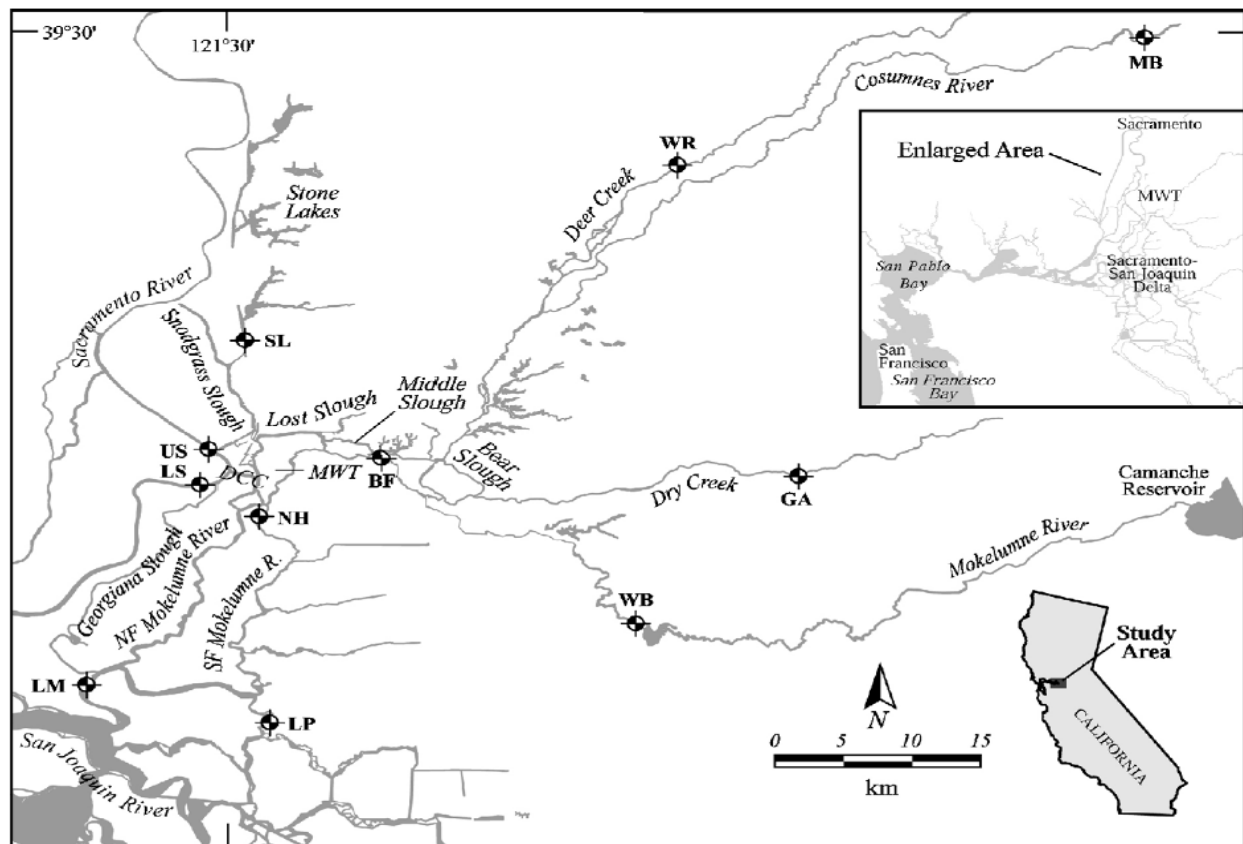 39°30'
121°30'
MB
Cosumnes River
Sacramento
Enlarged Area
MWT
San Pablo
Bay
Sacramento-
San Joaquin
Delta
San
Francisco
San Francisco
Bay
WR
Deer Creek
Stone
Lakes
Sacramento River
Snodgrass Slough
SL
Middle
Slough
Lost Slough
US
LS
DCC
MWT
BF
Bear
Slough
Dry Creek
GA
Camanche
Reservoir
NH
Mokelumne River
Georgiana Slough
NF Mokelumne River
SF Mokelumne R.
WB
Study
Area
LM
LP
N
CALIFORNIA
San Joaquin River
0 5 10 15
km